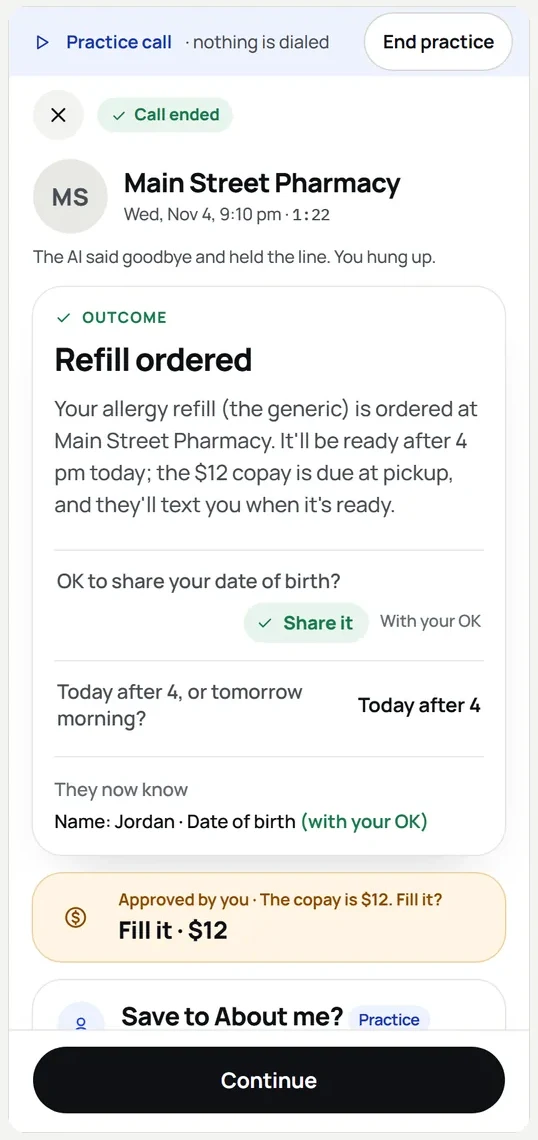 Practice call · nothing is dialed
End practice
Call ended
MS
Main Street Pharmacy
Wed, Nov 4, 9:10 pm · 1:22
The AI said goodbye and held the line. You hung up.
OUTCOME
Refill ordered
Your allergy refill (the generic) is ordered at
Main Street Pharmacy. It'll be ready after 4
pm today; the $12 copay is due at pickup,
and they'll text you when it's ready.
OK to share your date of birth?
Share it
With your OK
Today after 4, or tomorrow
morning?
Today after 4
They now know
Name: Jordan · Date of birth (with your OK)
Approved by you · The copay is $12. Fill it?
Fill it · $12
Save to About me?
Practice
Continue